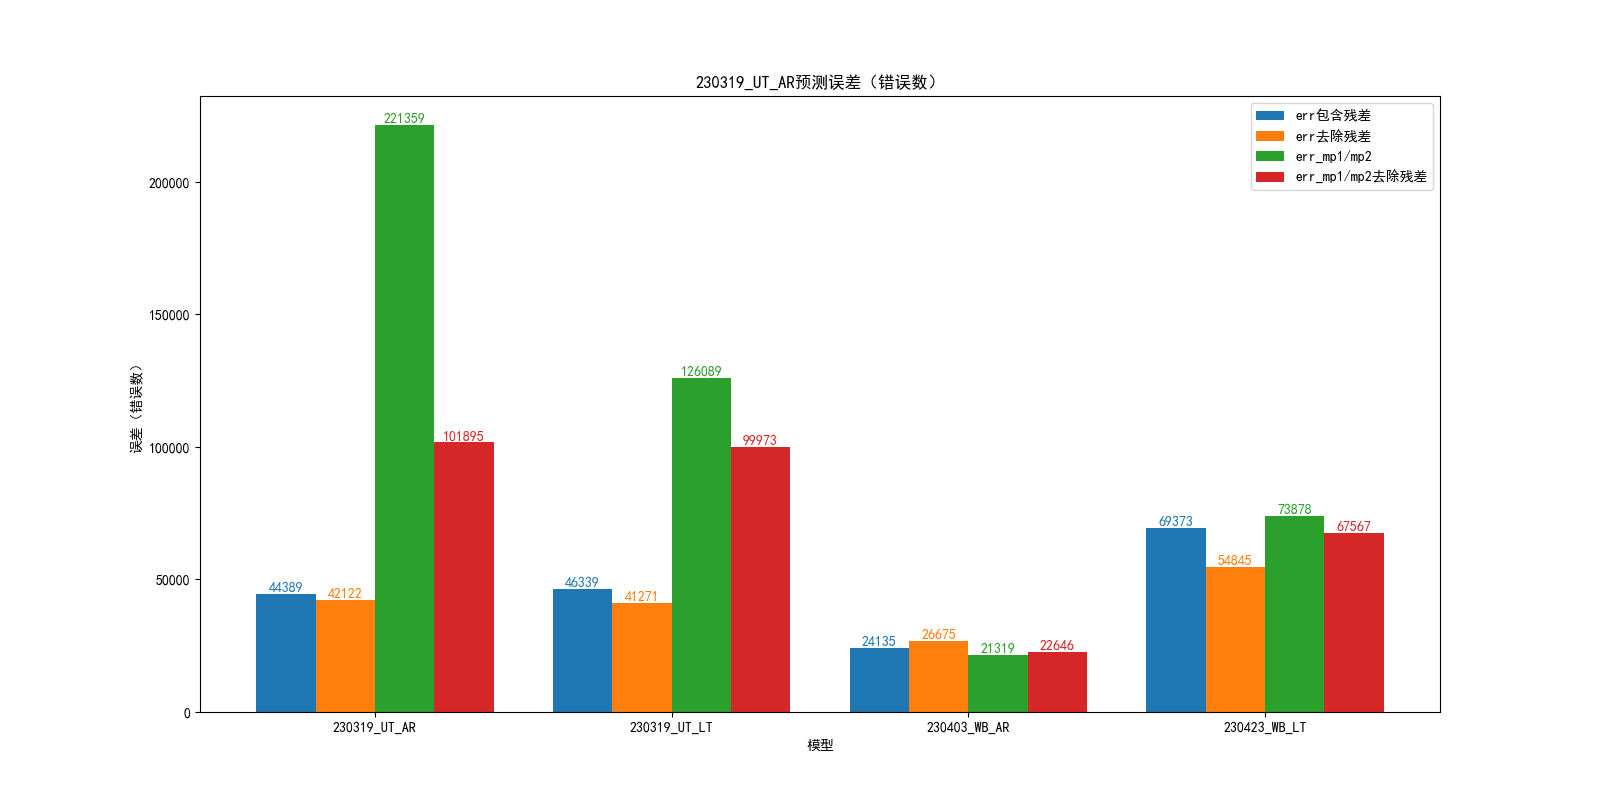 230319_UT_AR预测误差（错误数）
err包含残差
err去除残差
err_mp1/mp2
err_mp1/mp2去除残差
误差（错误数）
200000
150000
100000
50000
0
44389
42122
221359
101895
46339
41271
126089
99973
24135
26675
21319
22646
69373
54845
73878
67567
230319_UT_AR
230319_UT_LT
230403_WB_AR
230423_WB_LT
模型